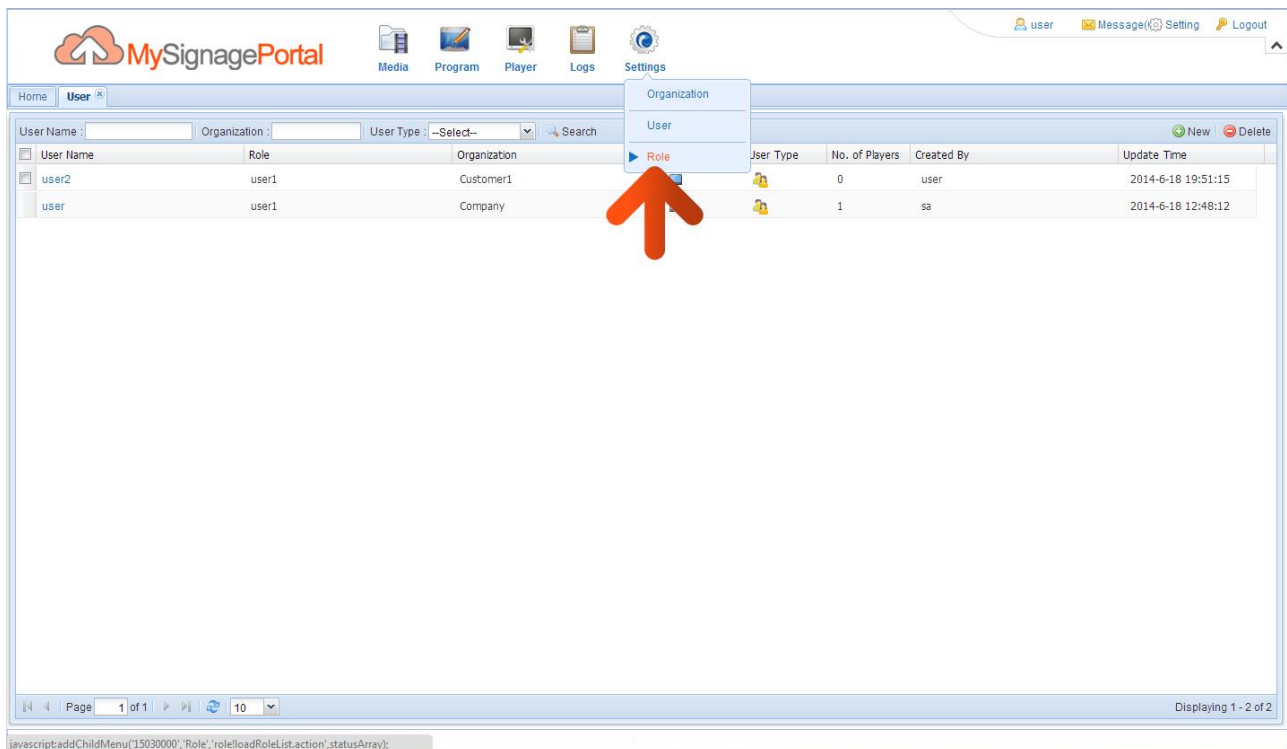 user Message( Setting Logout
MySignagePortal
Media Program Player Logs Settings
Home User
Organization
User
Role
User Name : Organization : User Type : --Select-- Search New Delete
User Name Role Organization User Type No. of Players Created By Update Time
user2 user1 Customer1 0 user 2014-6-18 19:51:15
user user1 Company 1 sa 2014-6-18 12:48:12
Page 1 of 1 10 Displaying 1 - 2 of 2
javascript:addChildMenu('15030000','Role','role!loadRoleList.action',statusArray);